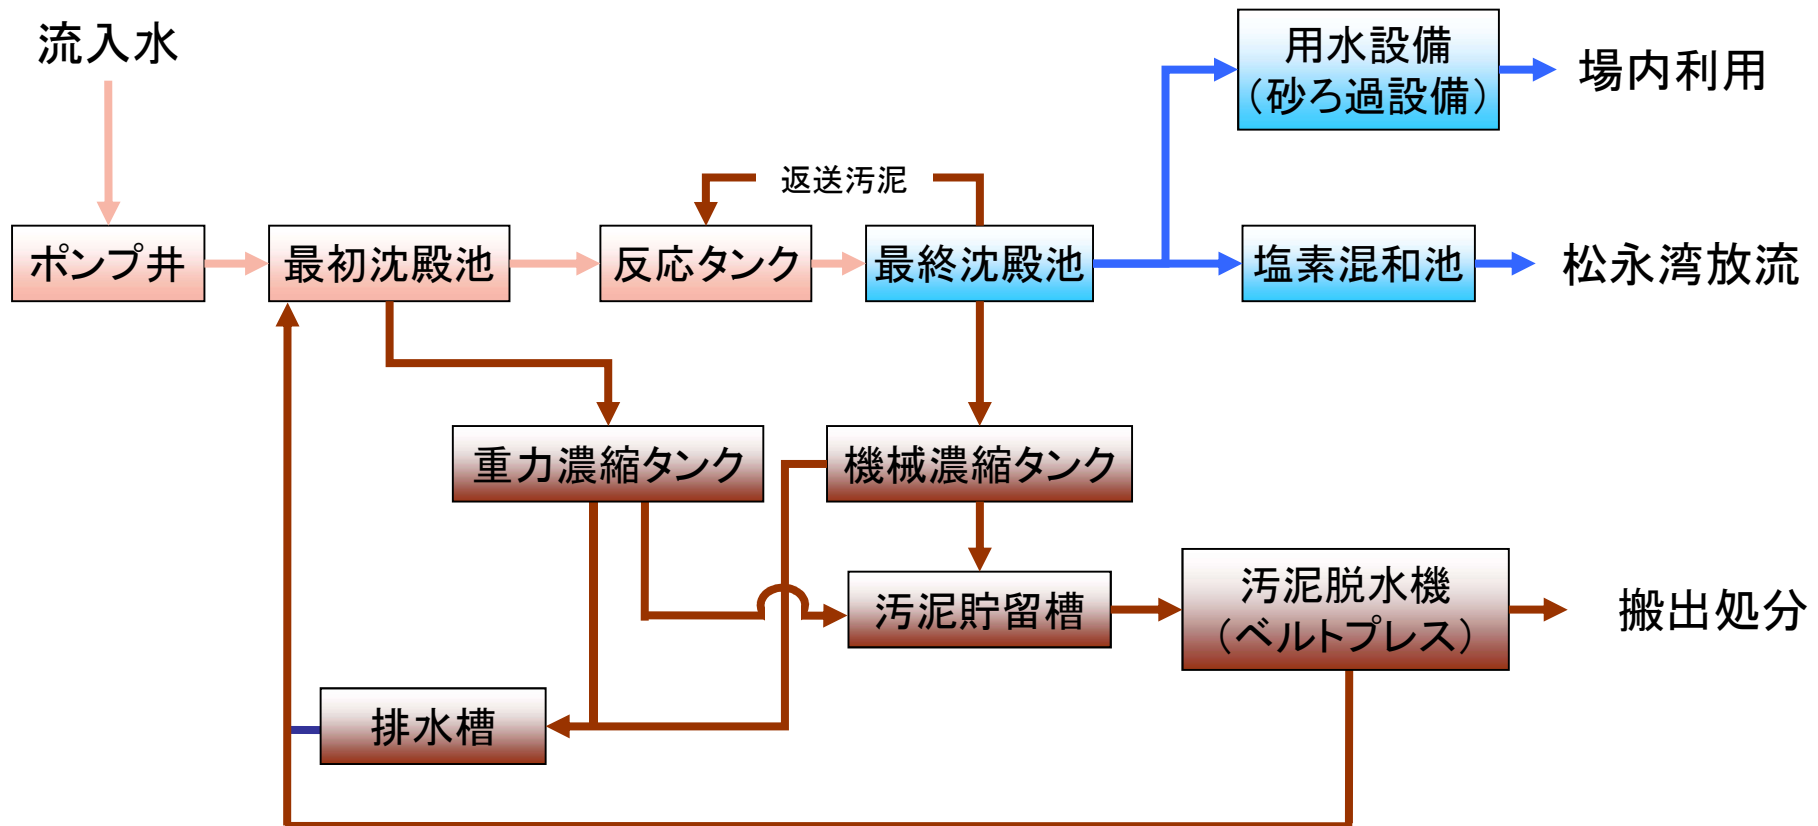 流入水
用水設備
（砂ろ過設備）
場内利用
返送汚泥
ポンプ井
最初沈殿池
反応タンク
最終沈殿池
塩素混和池
松永湾放流
重力濃縮タンク
機械濃縮タンク
汚泥貯留槽
汚泥脱水機
（ベルトプレス）
搬出処分
排水槽